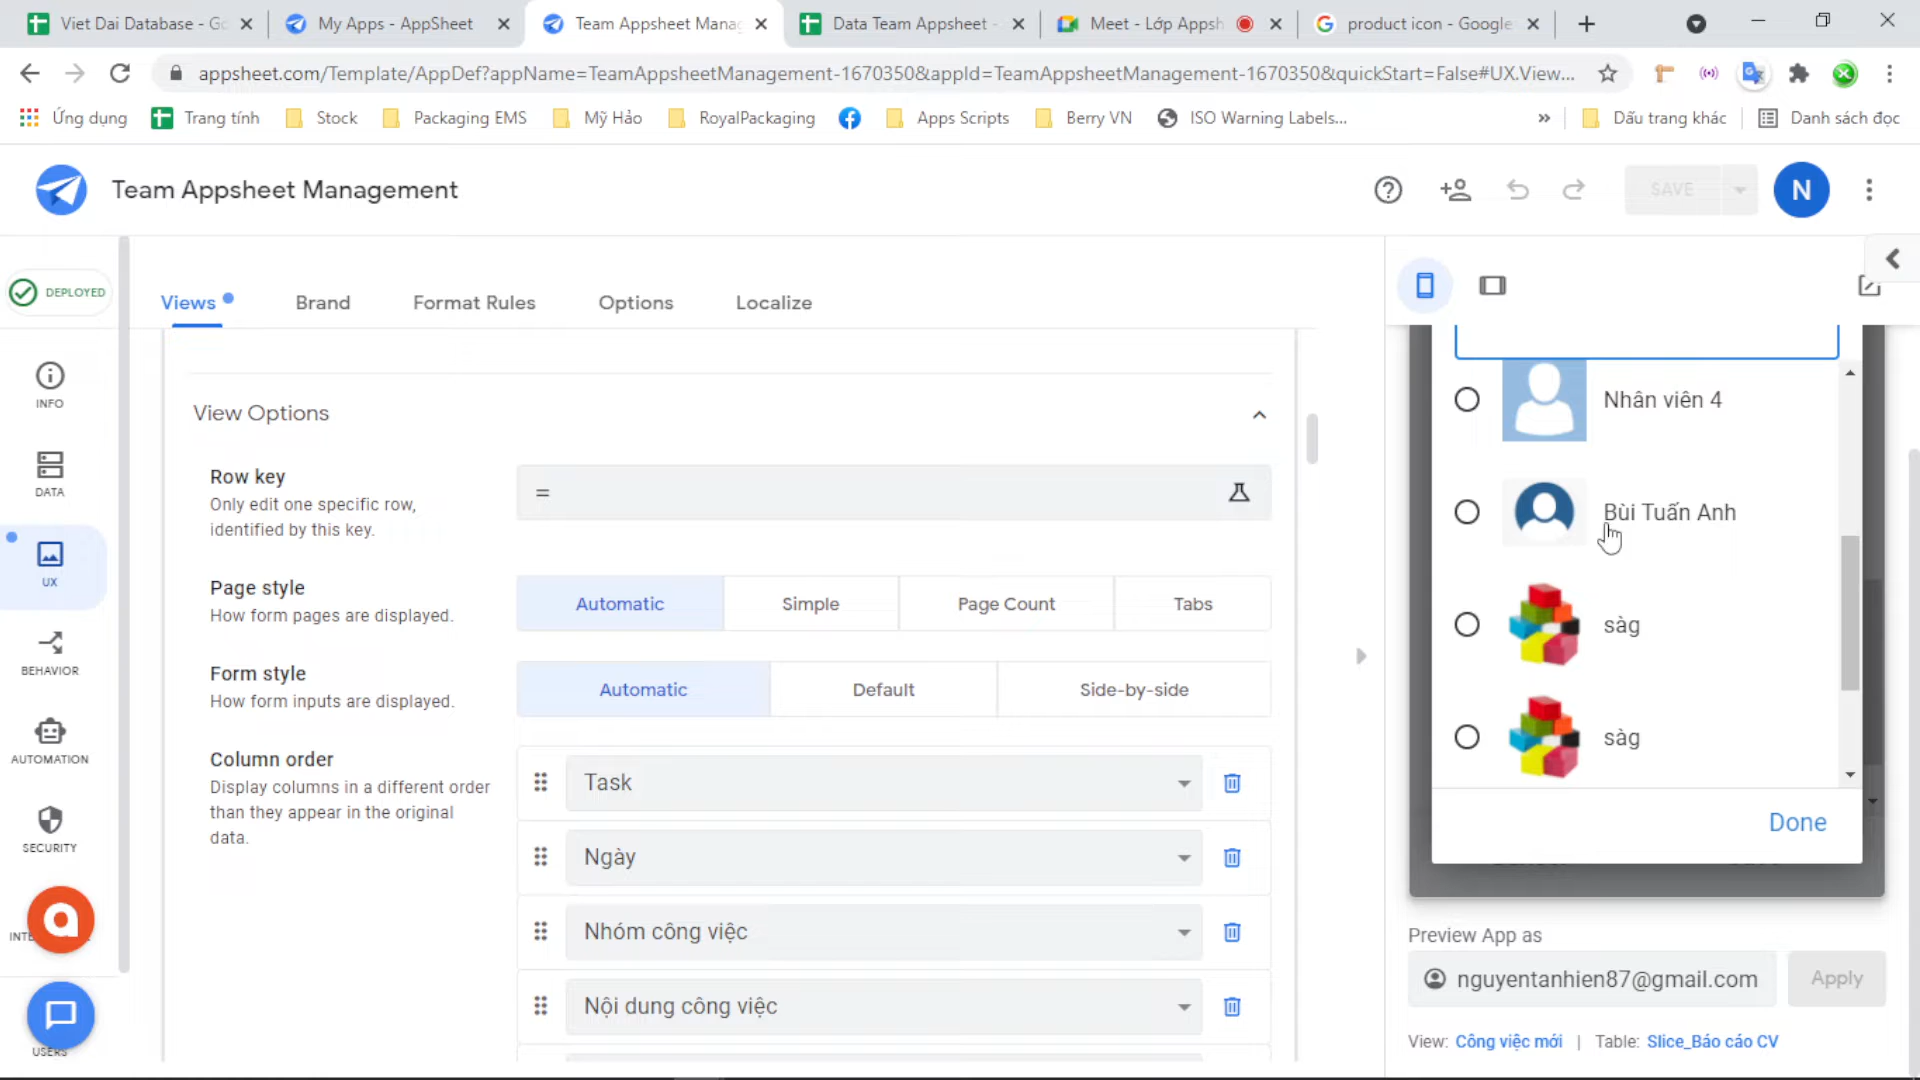 Viet Dai Database - Go
My Apps - AppSheet
Team Appsheet Manag
Data Team Appsheet -
Meet - Lớp Appsh
product icon - Google
appsheet.com/Template/AppDef?appName=TeamAppsheetManagement-1670350&appId=TeamAppsheetManagement-1670350&quickStart=False#UX.View...
Ứng dụng
Trang tính
Stock
Packaging EMS
Mỹ Hảo
RoyalPackaging
Apps Scripts
Berry VN
ISO Warning Labels...
»
Dấu trang khác
Danh sách đọc
Team Appsheet Management
SAVE
N
DEPLOYED
Views
Brand
Format Rules
Options
Localize
INFO
DATA
UX
BEHAVIOR
AUTOMATION
SECURITY
INTE
USERS
View Options
Row key
Only edit one specific row,
identified by this key.
=
Page style
How form pages are displayed.
Automatic
Simple
Page Count
Tabs
Form style
How form inputs are displayed.
Automatic
Default
Side-by-side
Column order
Display columns in a different order
than they appear in the original
data.
Task
Ngày
Nhóm công việc
Nội dung công việc
Nhân viên 4
Bùi Tuấn Anh
sàg
sàg
Done
Preview App as
nguyentanhien87@gmail.com
Apply
View: Công việc mới | Table: Slice_Báo cáo CV